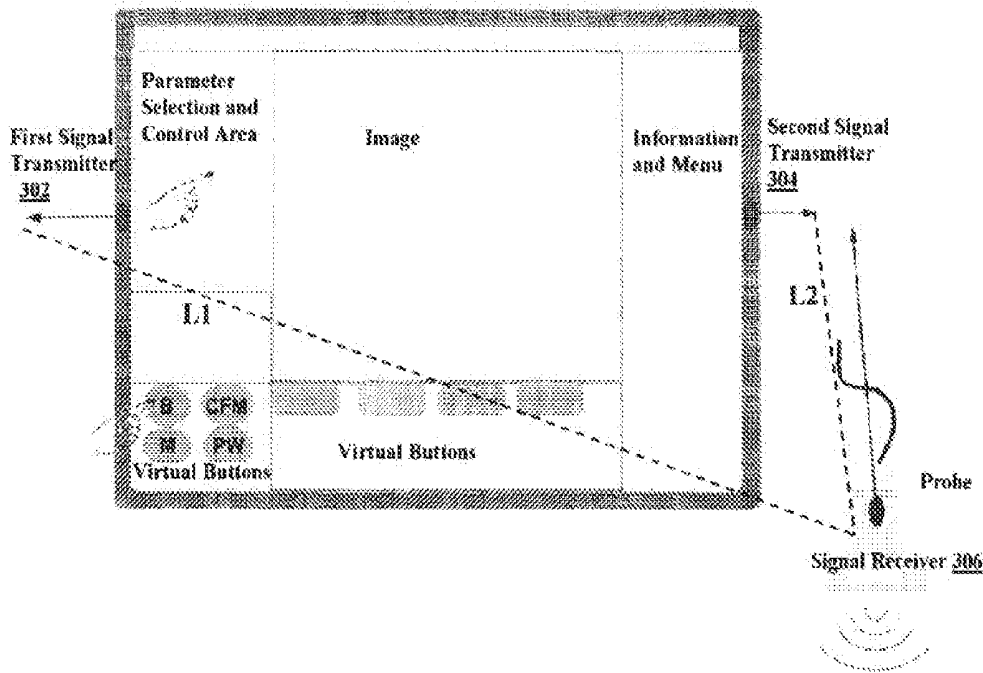 Parameter
Selection and
Control Area
Image
Information
and Menu
First Signal
Transmitter
302
Second Signal
Transmitter
304
L1
L2
B CFM
M PW
Virtual Buttons
Virtual Buttons
Probe
Signal Receiver 306